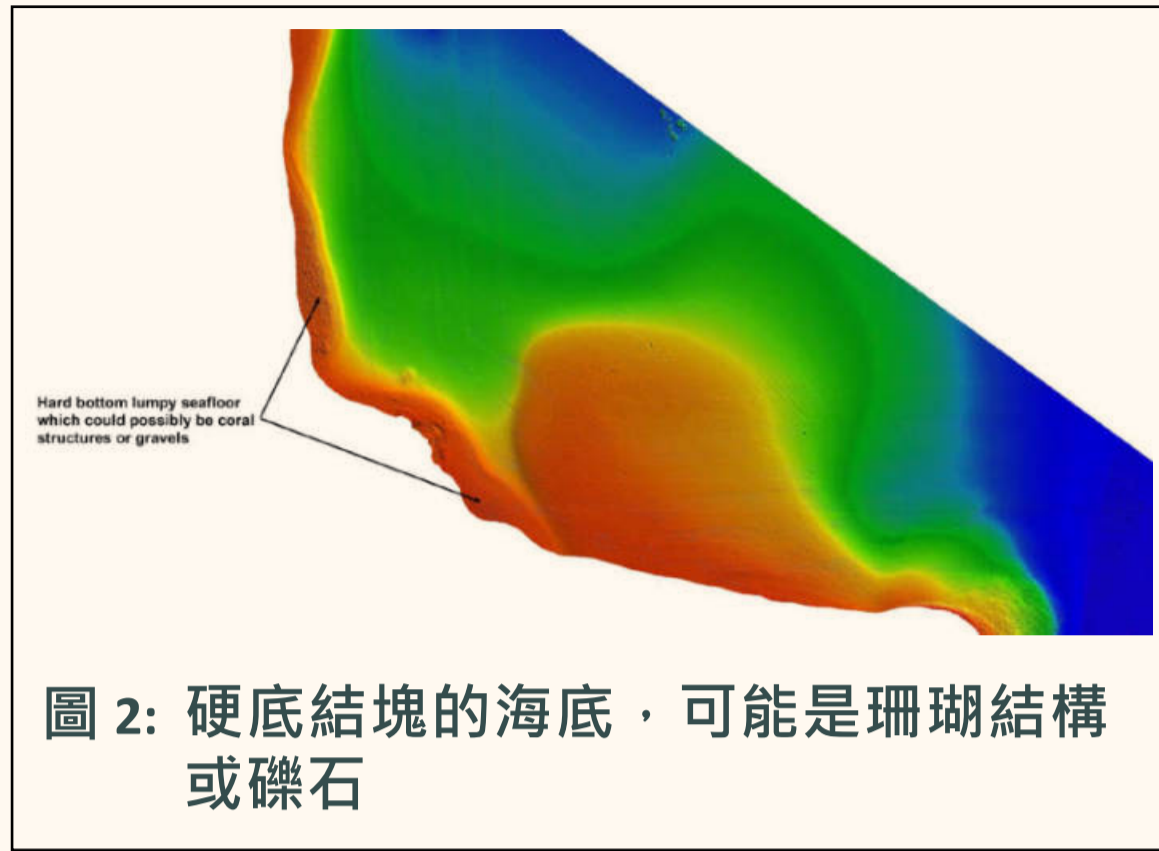 Hard bottom lumpy seafloor
which could possibly be coral
structures or gravels
圖 2: 硬底結塊的海底，可能是珊瑚結構
或礫石